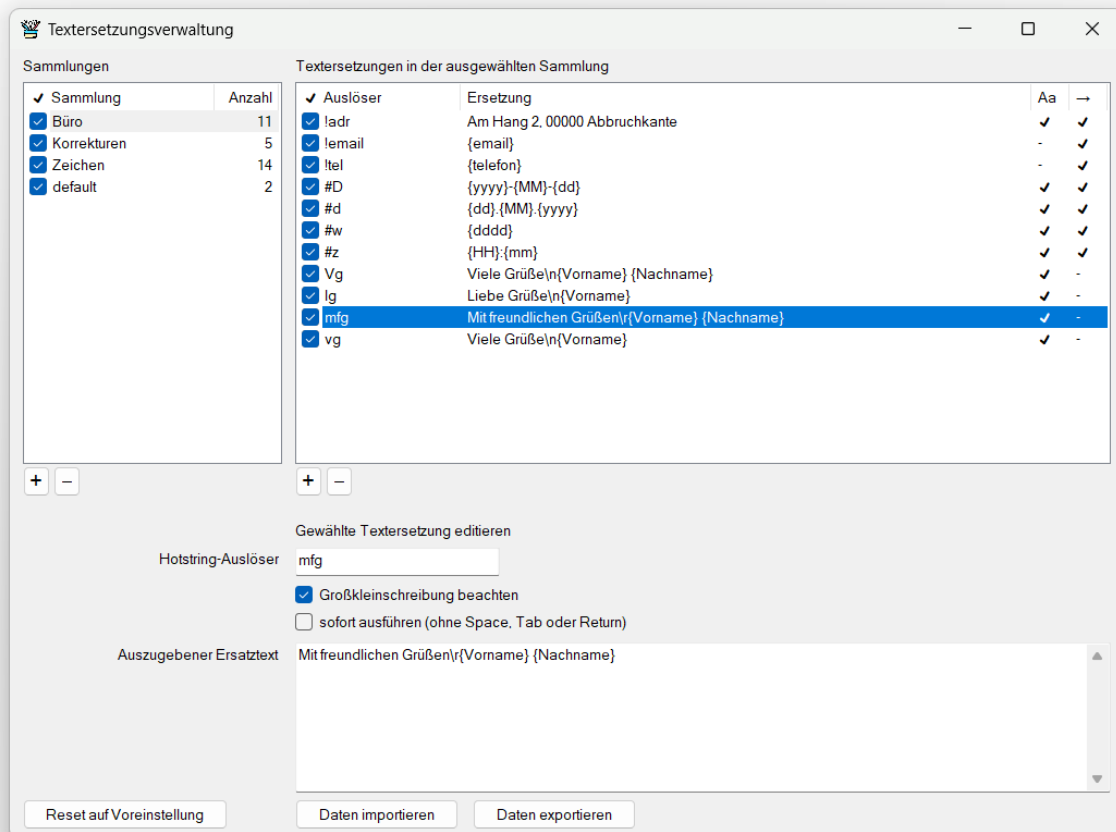 Textersetzungsverwaltung
Sammlungen
Sammlung Anzahl
Büro 11
Korrekturen 5
Zeichen 14
default 2
+ –
Textersetzungen in der ausgewählten Sammlung
Auslöser Ersetzung Aa →
!adr Am Hang 2, 00000 Abbruchkante
!email {email} -
!tel {telefon} -
#D {yyyy}-{MM}-{dd}
#d {dd}.{MM}.{yyyy}
#w {dddd}
#z {HH}:{mm}
Vg Viele Grüße\n{Vorname} {Nachname} -
lg Liebe Grüße\n{Vorname} -
mfg Mit freundlichen Grüßen\r{Vorname} {Nachname} -
vg Viele Grüße\n{Vorname} -
+ –
Gewählte Textersetzung editieren
Hotstring-Auslöser mfg
Großkleinschreibung beachten
sofort ausführen (ohne Space, Tab oder Return)
Auszugebener Ersatztext Mit freundlichen Grüßen\r{Vorname} {Nachname}
Reset auf Voreinstellung Daten importieren Daten exportieren